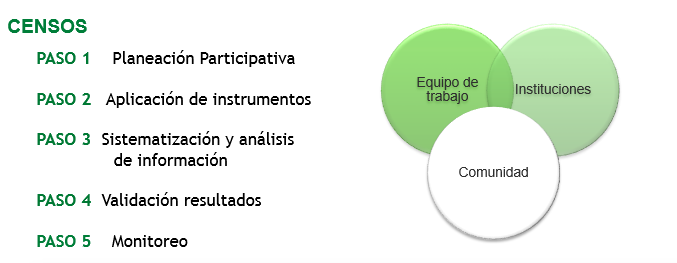 CENSOS
PASO 1 Planeación Participativa
PASO 2 Aplicación de instrumentos
PASO 3 Sistematización y análisis
de información
PASO 4 Validación resultados
PASO 5 Monitoreo
Equipo de
trabajo
Instituciones
Comunidad